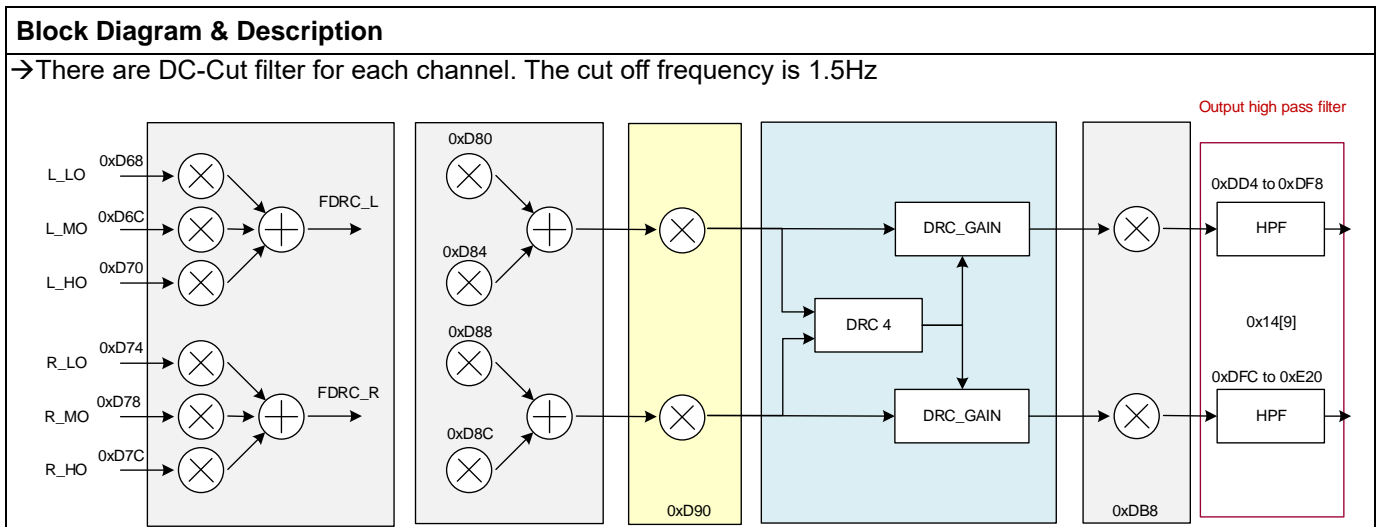 Block Diagram & Description
→There are DC-Cut filter for each channel. The cut off frequency is 1.5Hz
Output high pass filter
L_LO
0xD68
L_MO
0xD6C
L_HO
0xD70
FDRC_L
R_LO
0xD74
R_MO
0xD78
R_HO
0xD7C
FDRC_R
0xD80
0xD84
0xD88
0xD8C
0xD90
DRC_GAIN
DRC 4
DRC_GAIN
0xDB8
0xDD4 to 0xDF8
HPF
0x14[9]
0xDFC to 0xE20
HPF